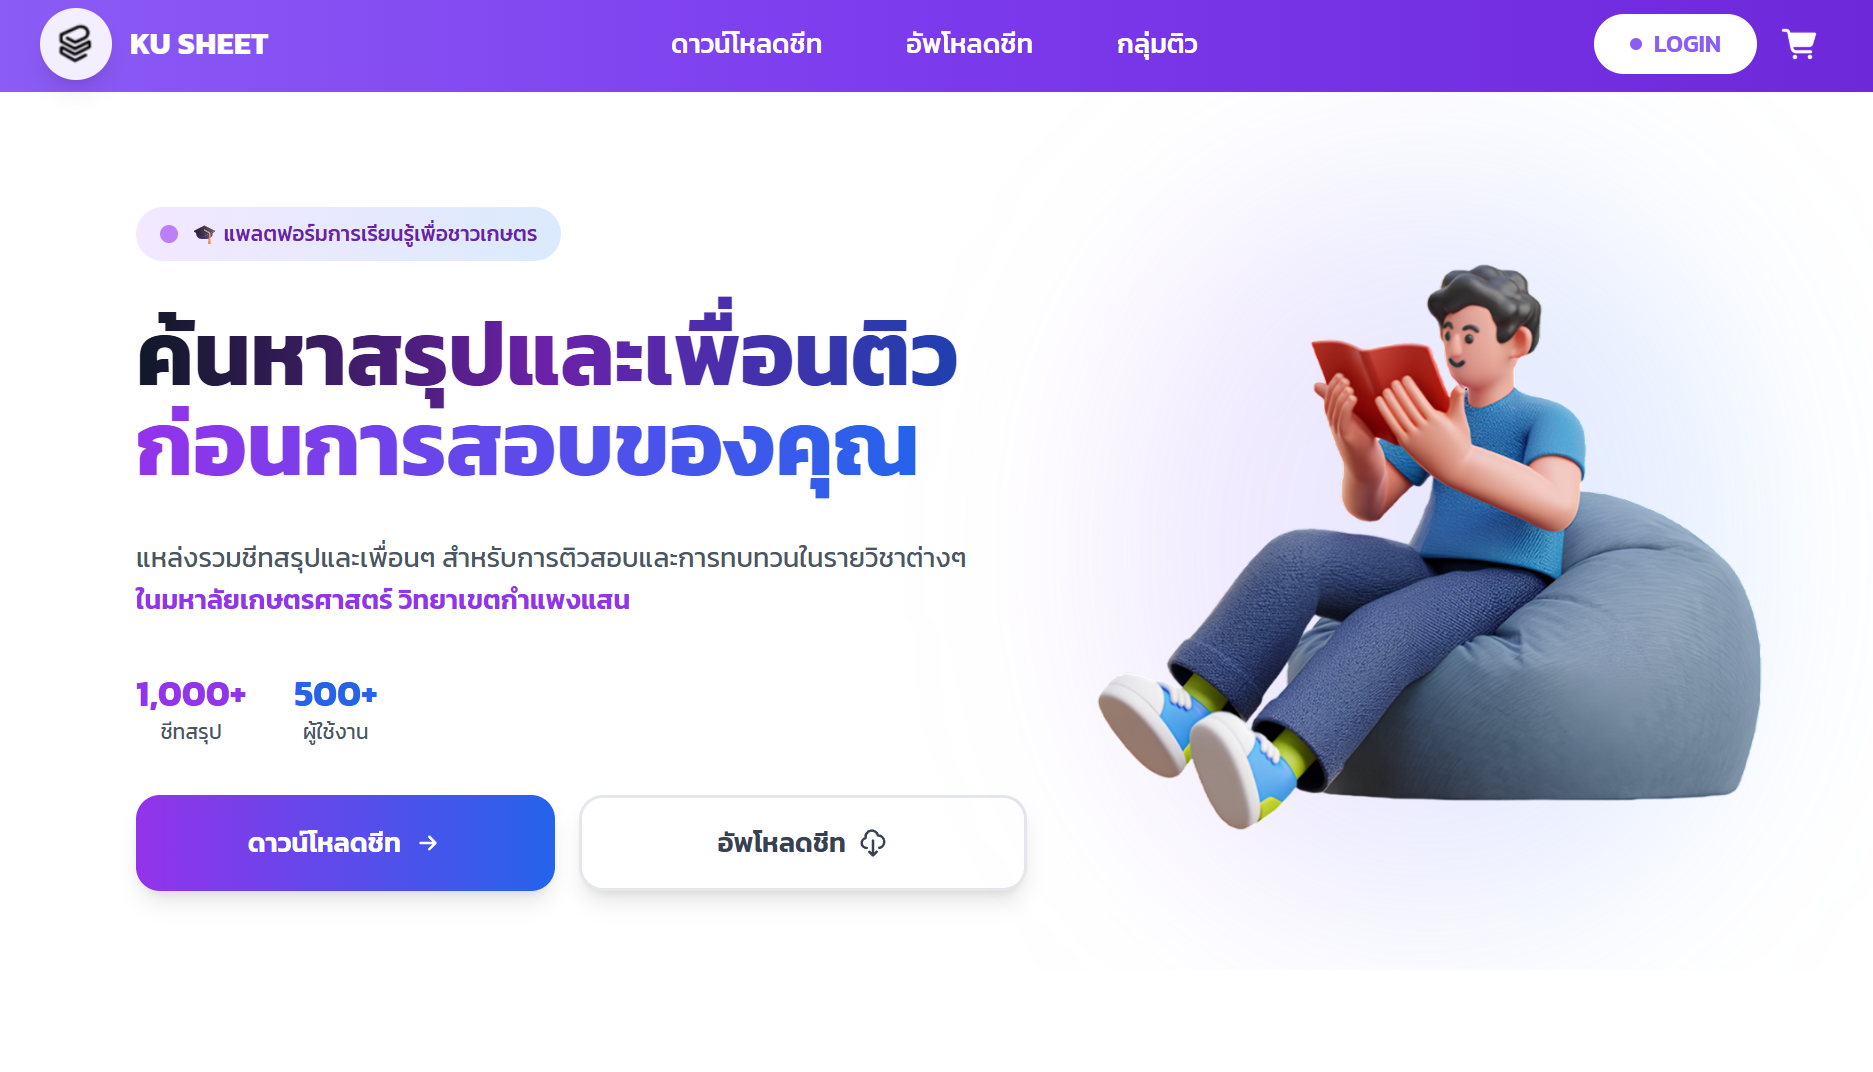 KU SHEET
ดาวน์โหลดชีท
อัพโหลดชีท
กลุ่มติว
LOGIN
แพลตฟอร์มการเรียนรู้เพื่อชาวเกษตร
ค้นหาสรุปและเพื่อนติว
ก่อนการสอบของคุณ
แหล่งรวมชีทสรุปและเพื่อนๆ สำหรับการติวสอบและการทบทวนในรายวิชาต่างๆ
ในมหาลัยเกษตรศาสตร์ วิทยาเขตกำแพงแสน
1,000+
ชีทสรุป
500+
ผู้ใช้งาน
ดาวน์โหลดชีท
อัพโหลดชีท